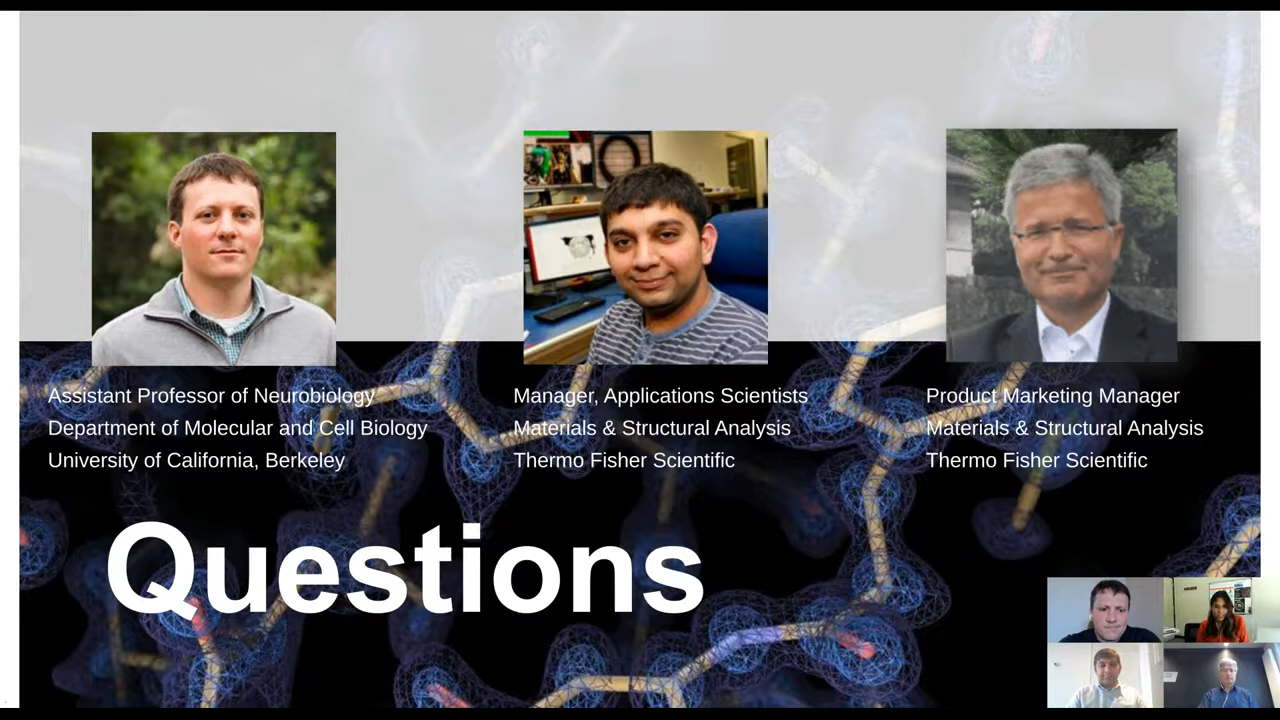 Assistant Professor of Neurobiology
Department of Molecular and Cell Biology
University of California, Berkeley
Manager, Applications Scientists
Materials & Structural Analysis
Thermo Fisher Scientific
Product Marketing Manager
Materials & Structural Analysis
Thermo Fisher Scientific
Questions